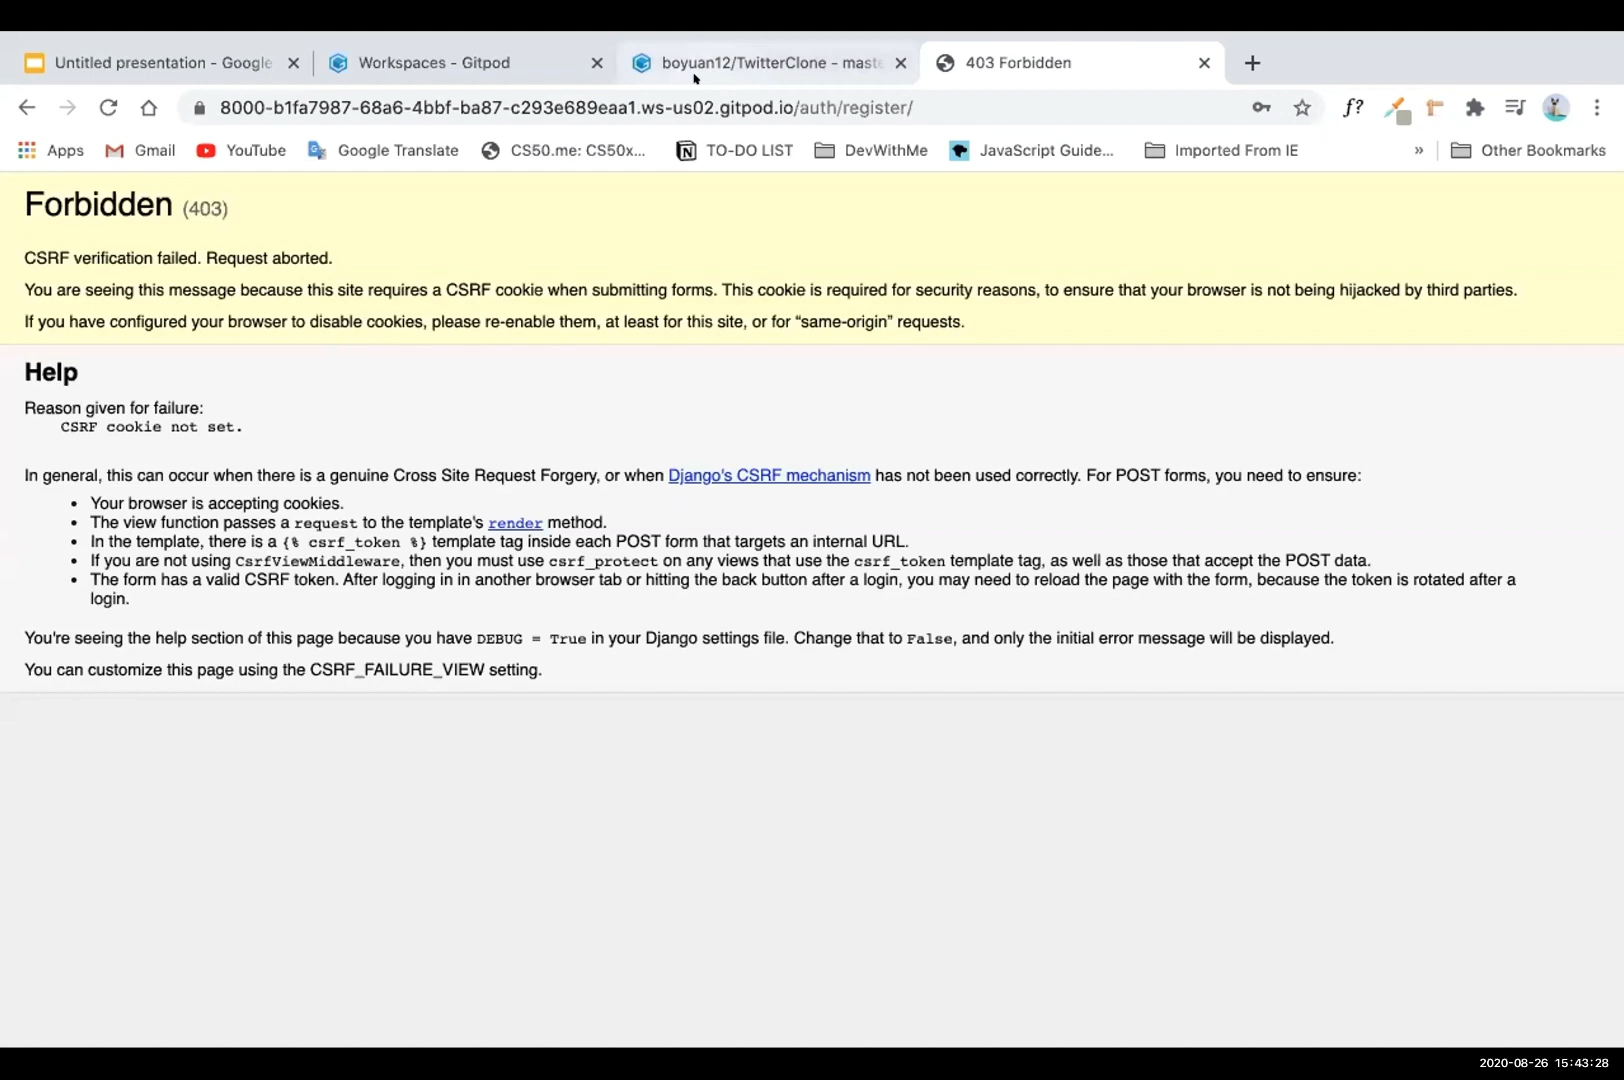 Untitled presentation - Google
Workspaces - Gitpod
boyuan12/TwitterClone - maste
403 Forbidden
8000-b1fa7987-68a6-4bbf-ba87-c293e689eaa1.ws-us02.gitpod.io/auth/register/
f?
Apps
Gmail
YouTube
Google Translate
CS50.me: CS50x...
TO-DO LIST
DevWithMe
JavaScript Guide...
Imported From IE
»
Other Bookmarks
Forbidden (403)
CSRF verification failed. Request aborted.
You are seeing this message because this site requires a CSRF cookie when submitting forms. This cookie is required for security reasons, to ensure that your browser is not being hijacked by third parties.
If you have configured your browser to disable cookies, please re-enable them, at least for this site, or for “same-origin” requests.
Help
Reason given for failure:
CSRF cookie not set.
In general, this can occur when there is a genuine Cross Site Request Forgery, or when Django's CSRF mechanism has not been used correctly. For POST forms, you need to ensure:
• Your browser is accepting cookies.
• The view function passes a request to the template's render method.
• In the template, there is a {% csrf_token %} template tag inside each POST form that targets an internal URL.
• If you are not using CsrfViewMiddleware, then you must use csrf_protect on any views that use the csrf_token template tag, as well as those that accept the POST data.
• The form has a valid CSRF token. After logging in in another browser tab or hitting the back button after a login, you may need to reload the page with the form, because the token is rotated after a
login.
You're seeing the help section of this page because you have DEBUG = True in your Django settings file. Change that to False, and only the initial error message will be displayed.
You can customize this page using the CSRF_FAILURE_VIEW setting.
2020-08-26 15:43:28